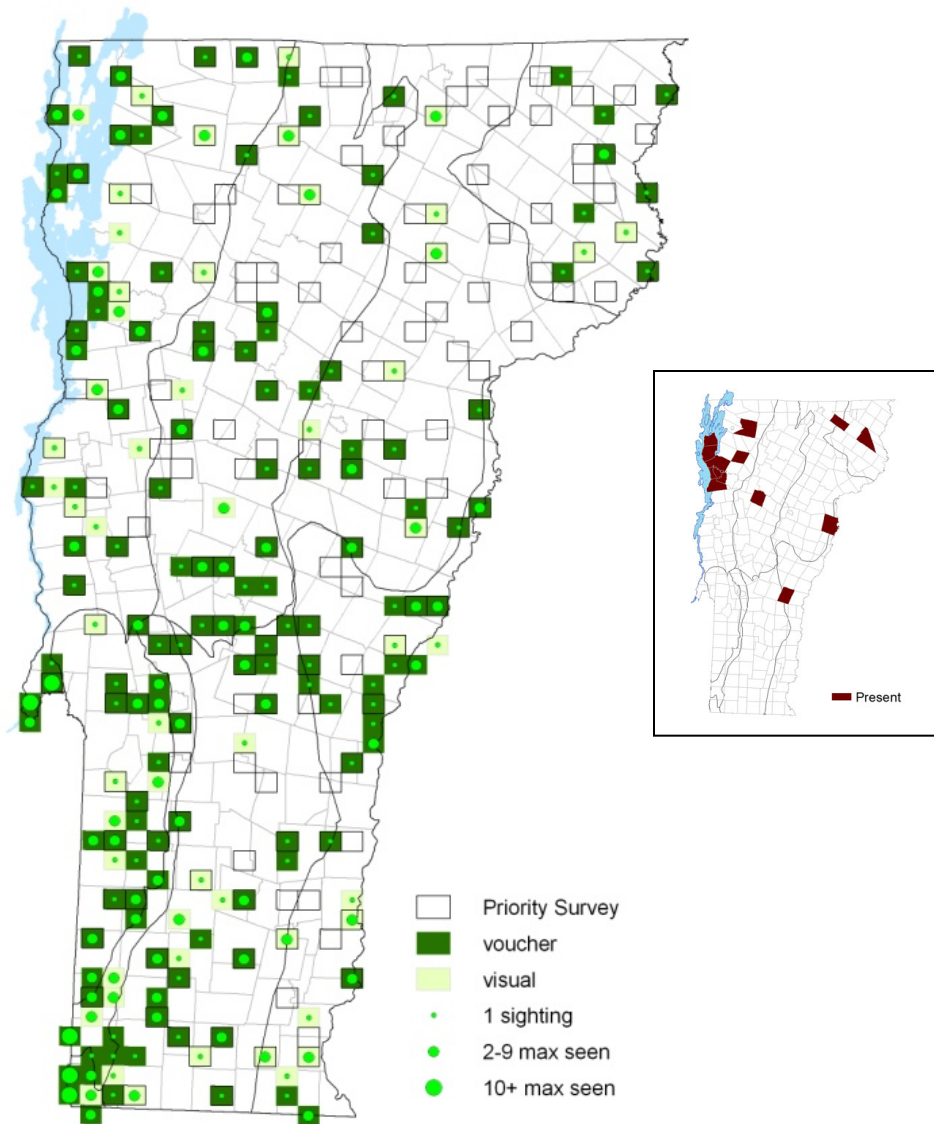 Present
Priority Survey
voucher
visual
1 sighting
2-9 max seen
10+ max seen